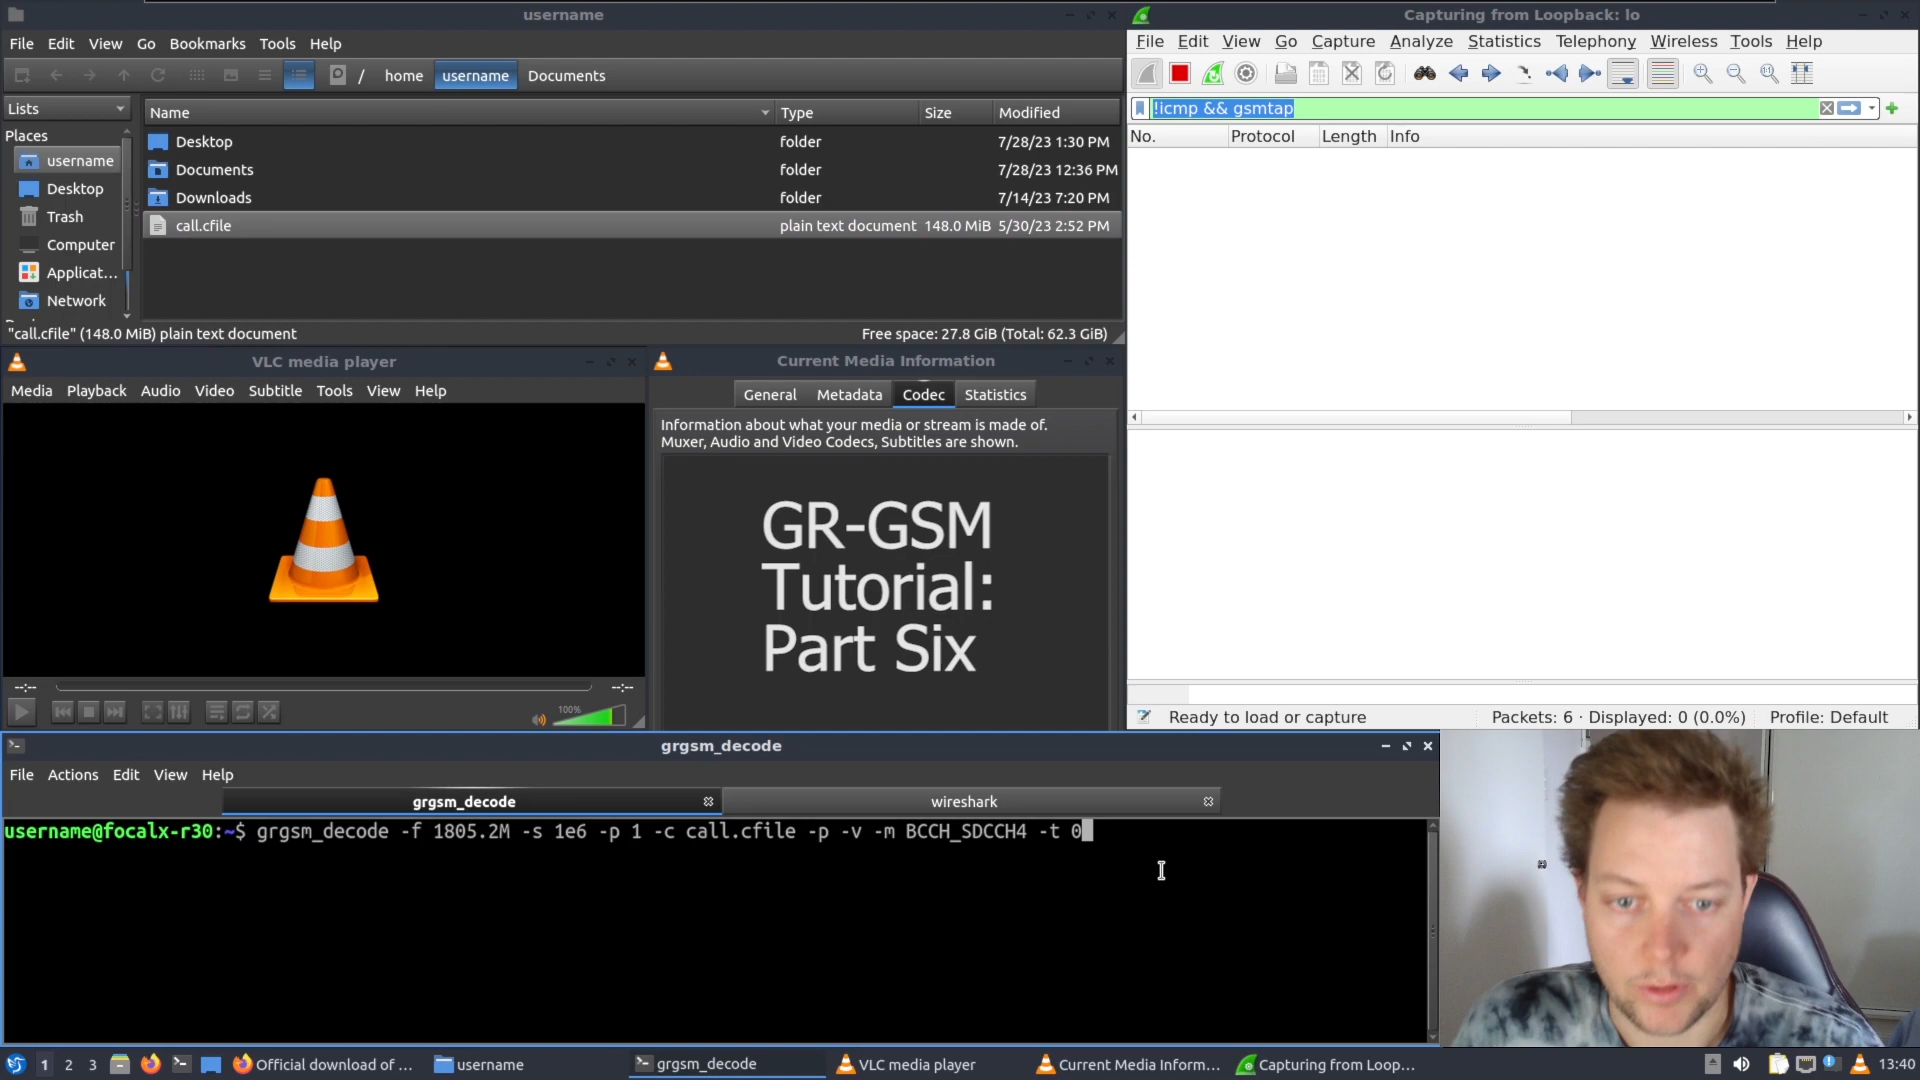 username
File Edit View Go Bookmarks Tools Help
/ home username Documents
Lists
Name Type Size Modified
Places
username
Desktop
Trash
Computer
Applicat...
Network
Desktop folder 7/28/23 1:30 PM
Documents folder 7/28/23 12:36 PM
Downloads folder 7/14/23 7:20 PM
call.cfile plain text document 148.0 MiB 5/30/23 2:52 PM
"call.cfile" (148.0 MiB) plain text document Free space: 27.8 GiB (Total: 62.3 GiB)
Capturing from Loopback: lo
File Edit View Go Capture Analyze Statistics Telephony Wireless Tools Help
!icmp && gsmtap
No. Protocol Length Info
Ready to load or capture Packets: 6 · Displayed: 0 (0.0%) Profile: Default
VLC media player
Media Playback Audio Video Subtitle Tools View Help
--:-- --:--
100%
Current Media Information
General Metadata Codec Statistics
Information about what your media or stream is made of.
Muxer, Audio and Video Codecs, Subtitles are shown.
GR-GSM
Tutorial:
Part Six
grgsm_decode
File Actions Edit View Help
grgsm_decode wireshark
username@focalx-r30:~$ grgsm_decode -f 1805.2M -s 1e6 -p 1 -c call.cfile -p -v -m BCCH_SDCCH4 -t 0
1 2 3 Official download of ... username grgsm_decode VLC media player Current Media Inform... Capturing from Loop... 13:40